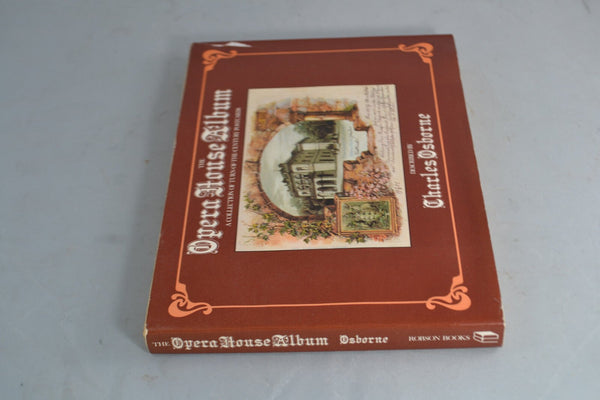 THE
Opera House Album
A COLLECTION OF TURN OF THE CENTURY POSTCARDS
DESCRIBED BY
Charles Osborne
THE Opera House Album Osborne ROBSON BOOKS